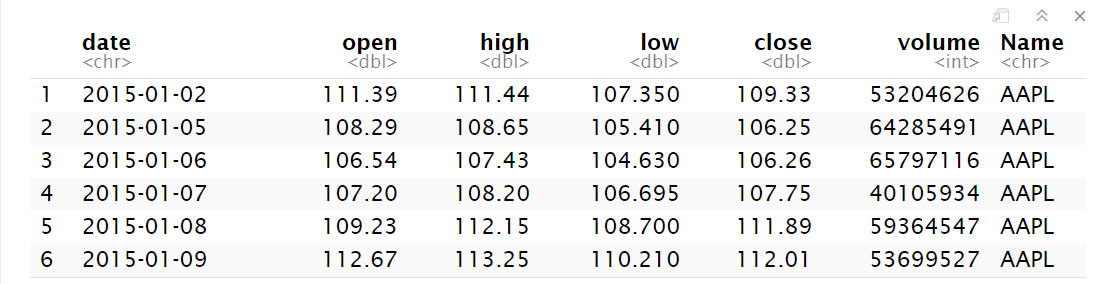 date open high low close volume Name
<chr> <dbl> <dbl> <dbl> <dbl> <int> <chr>
1 2015-01-02 111.39 111.44 107.350 109.33 53204626 AAPL
2 2015-01-05 108.29 108.65 105.410 106.25 64285491 AAPL
3 2015-01-06 106.54 107.43 104.630 106.26 65797116 AAPL
4 2015-01-07 107.20 108.20 106.695 107.75 40105934 AAPL
5 2015-01-08 109.23 112.15 108.700 111.89 59364547 AAPL
6 2015-01-09 112.67 113.25 110.210 112.01 53699527 AAPL